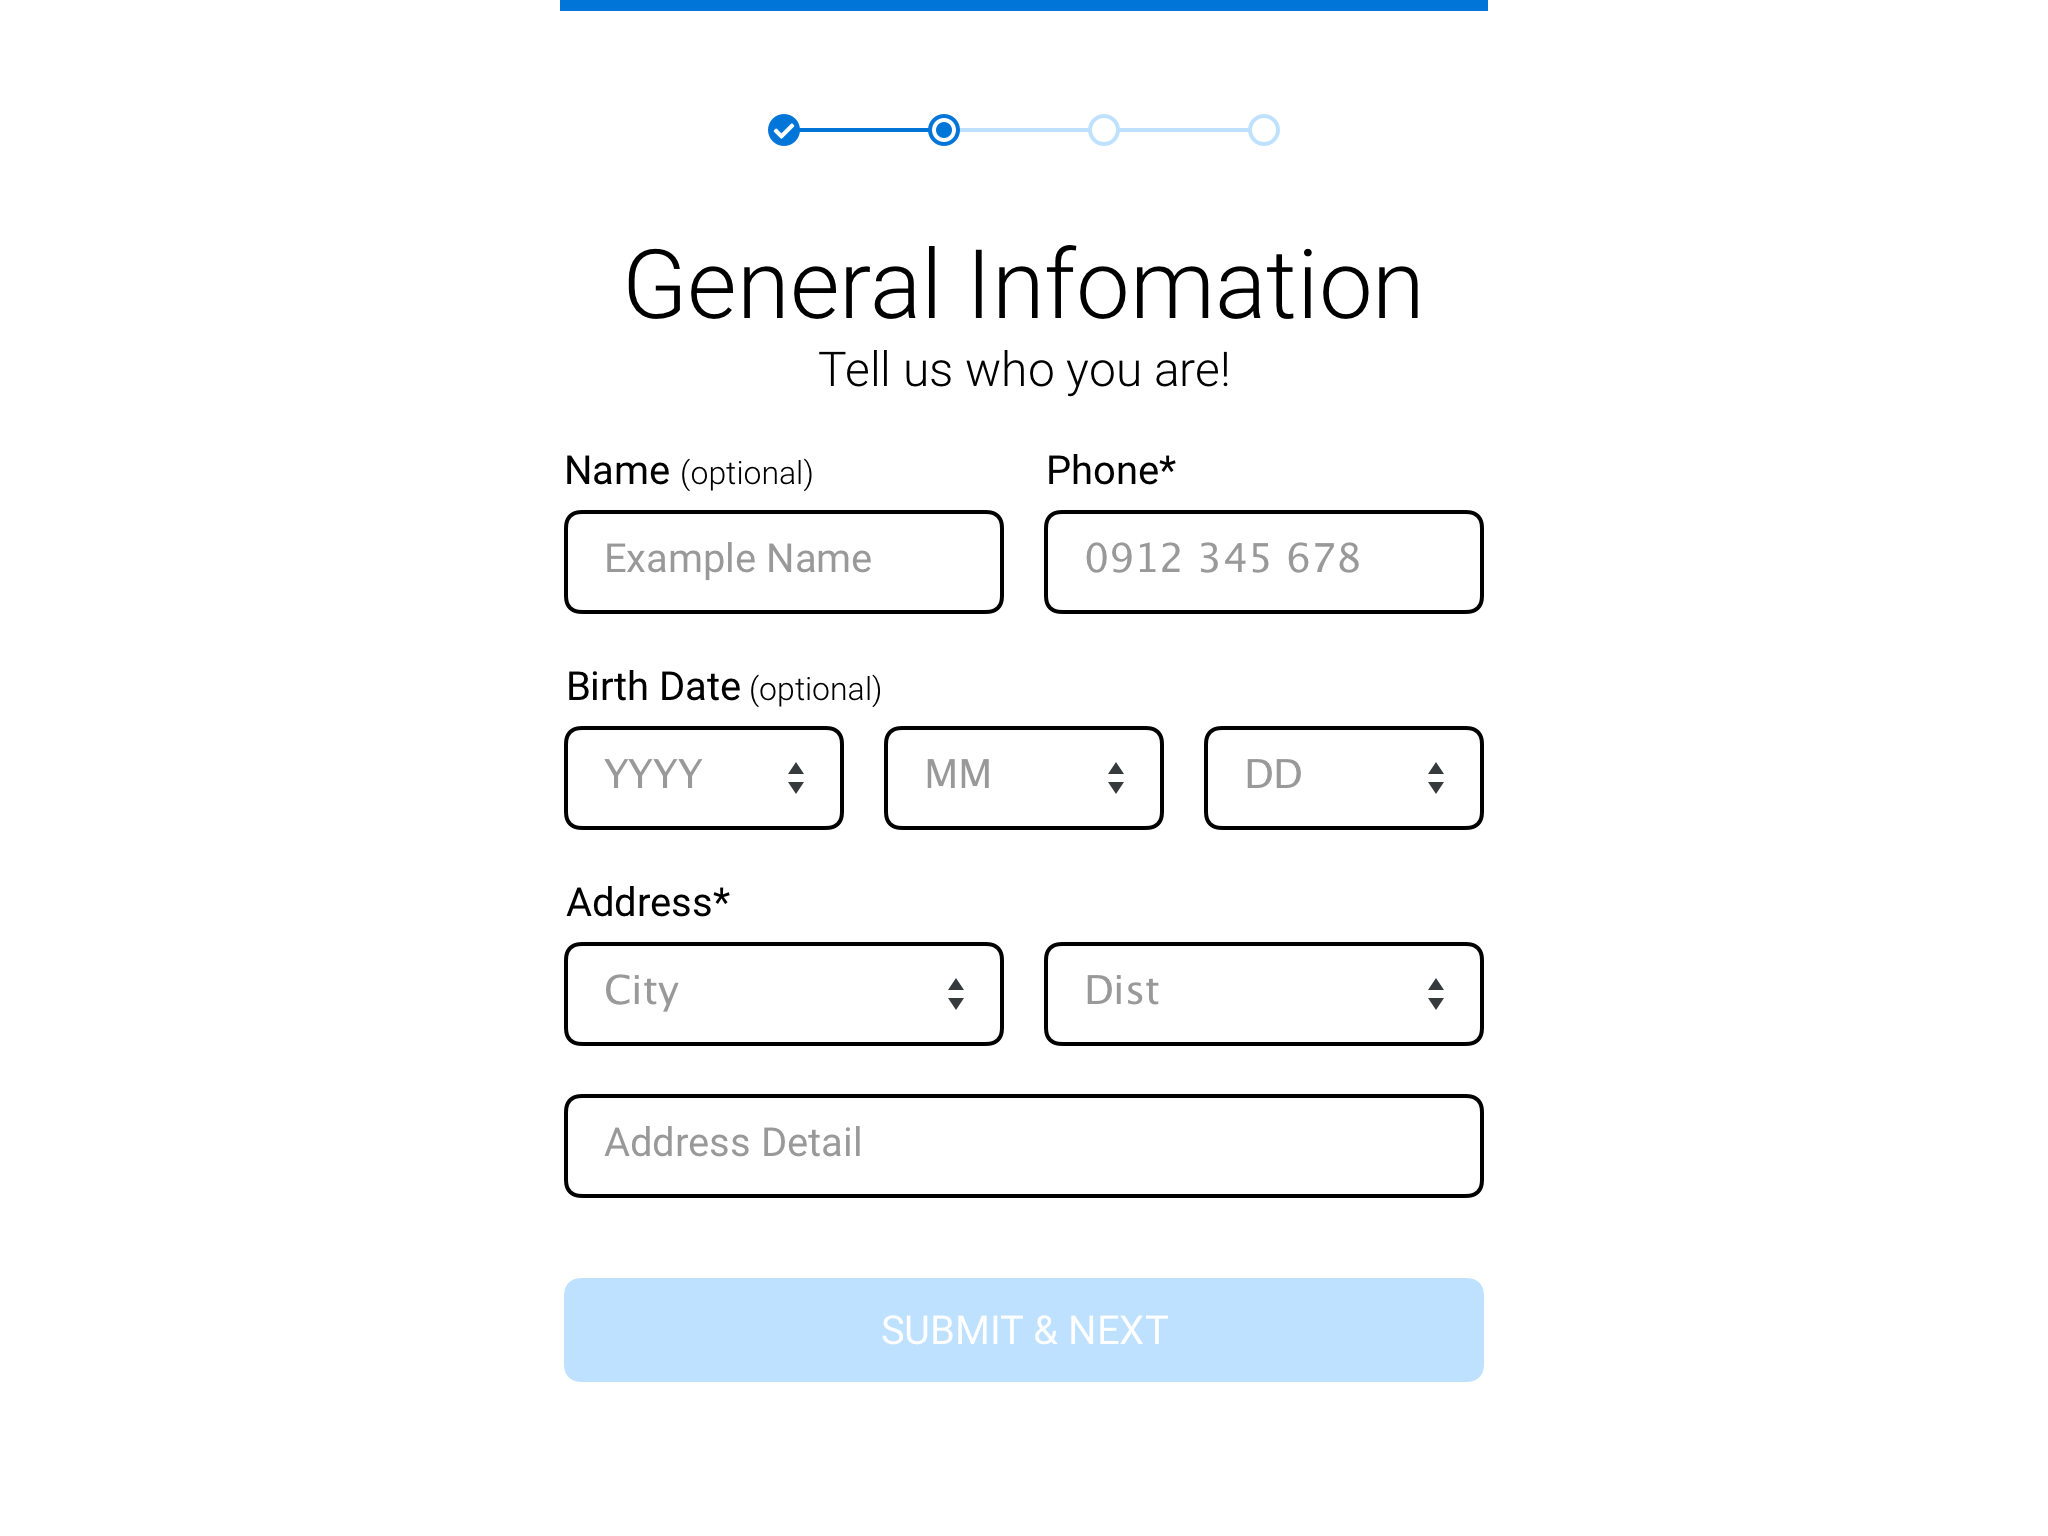 General Infomation
Tell us who you are!
Name (optional)
Phone*
Example Name
0912 345 678
Birth Date (optional)
YYYY
MM
DD
Address*
City
Dist
Address Detail
SUBMIT & NEXT